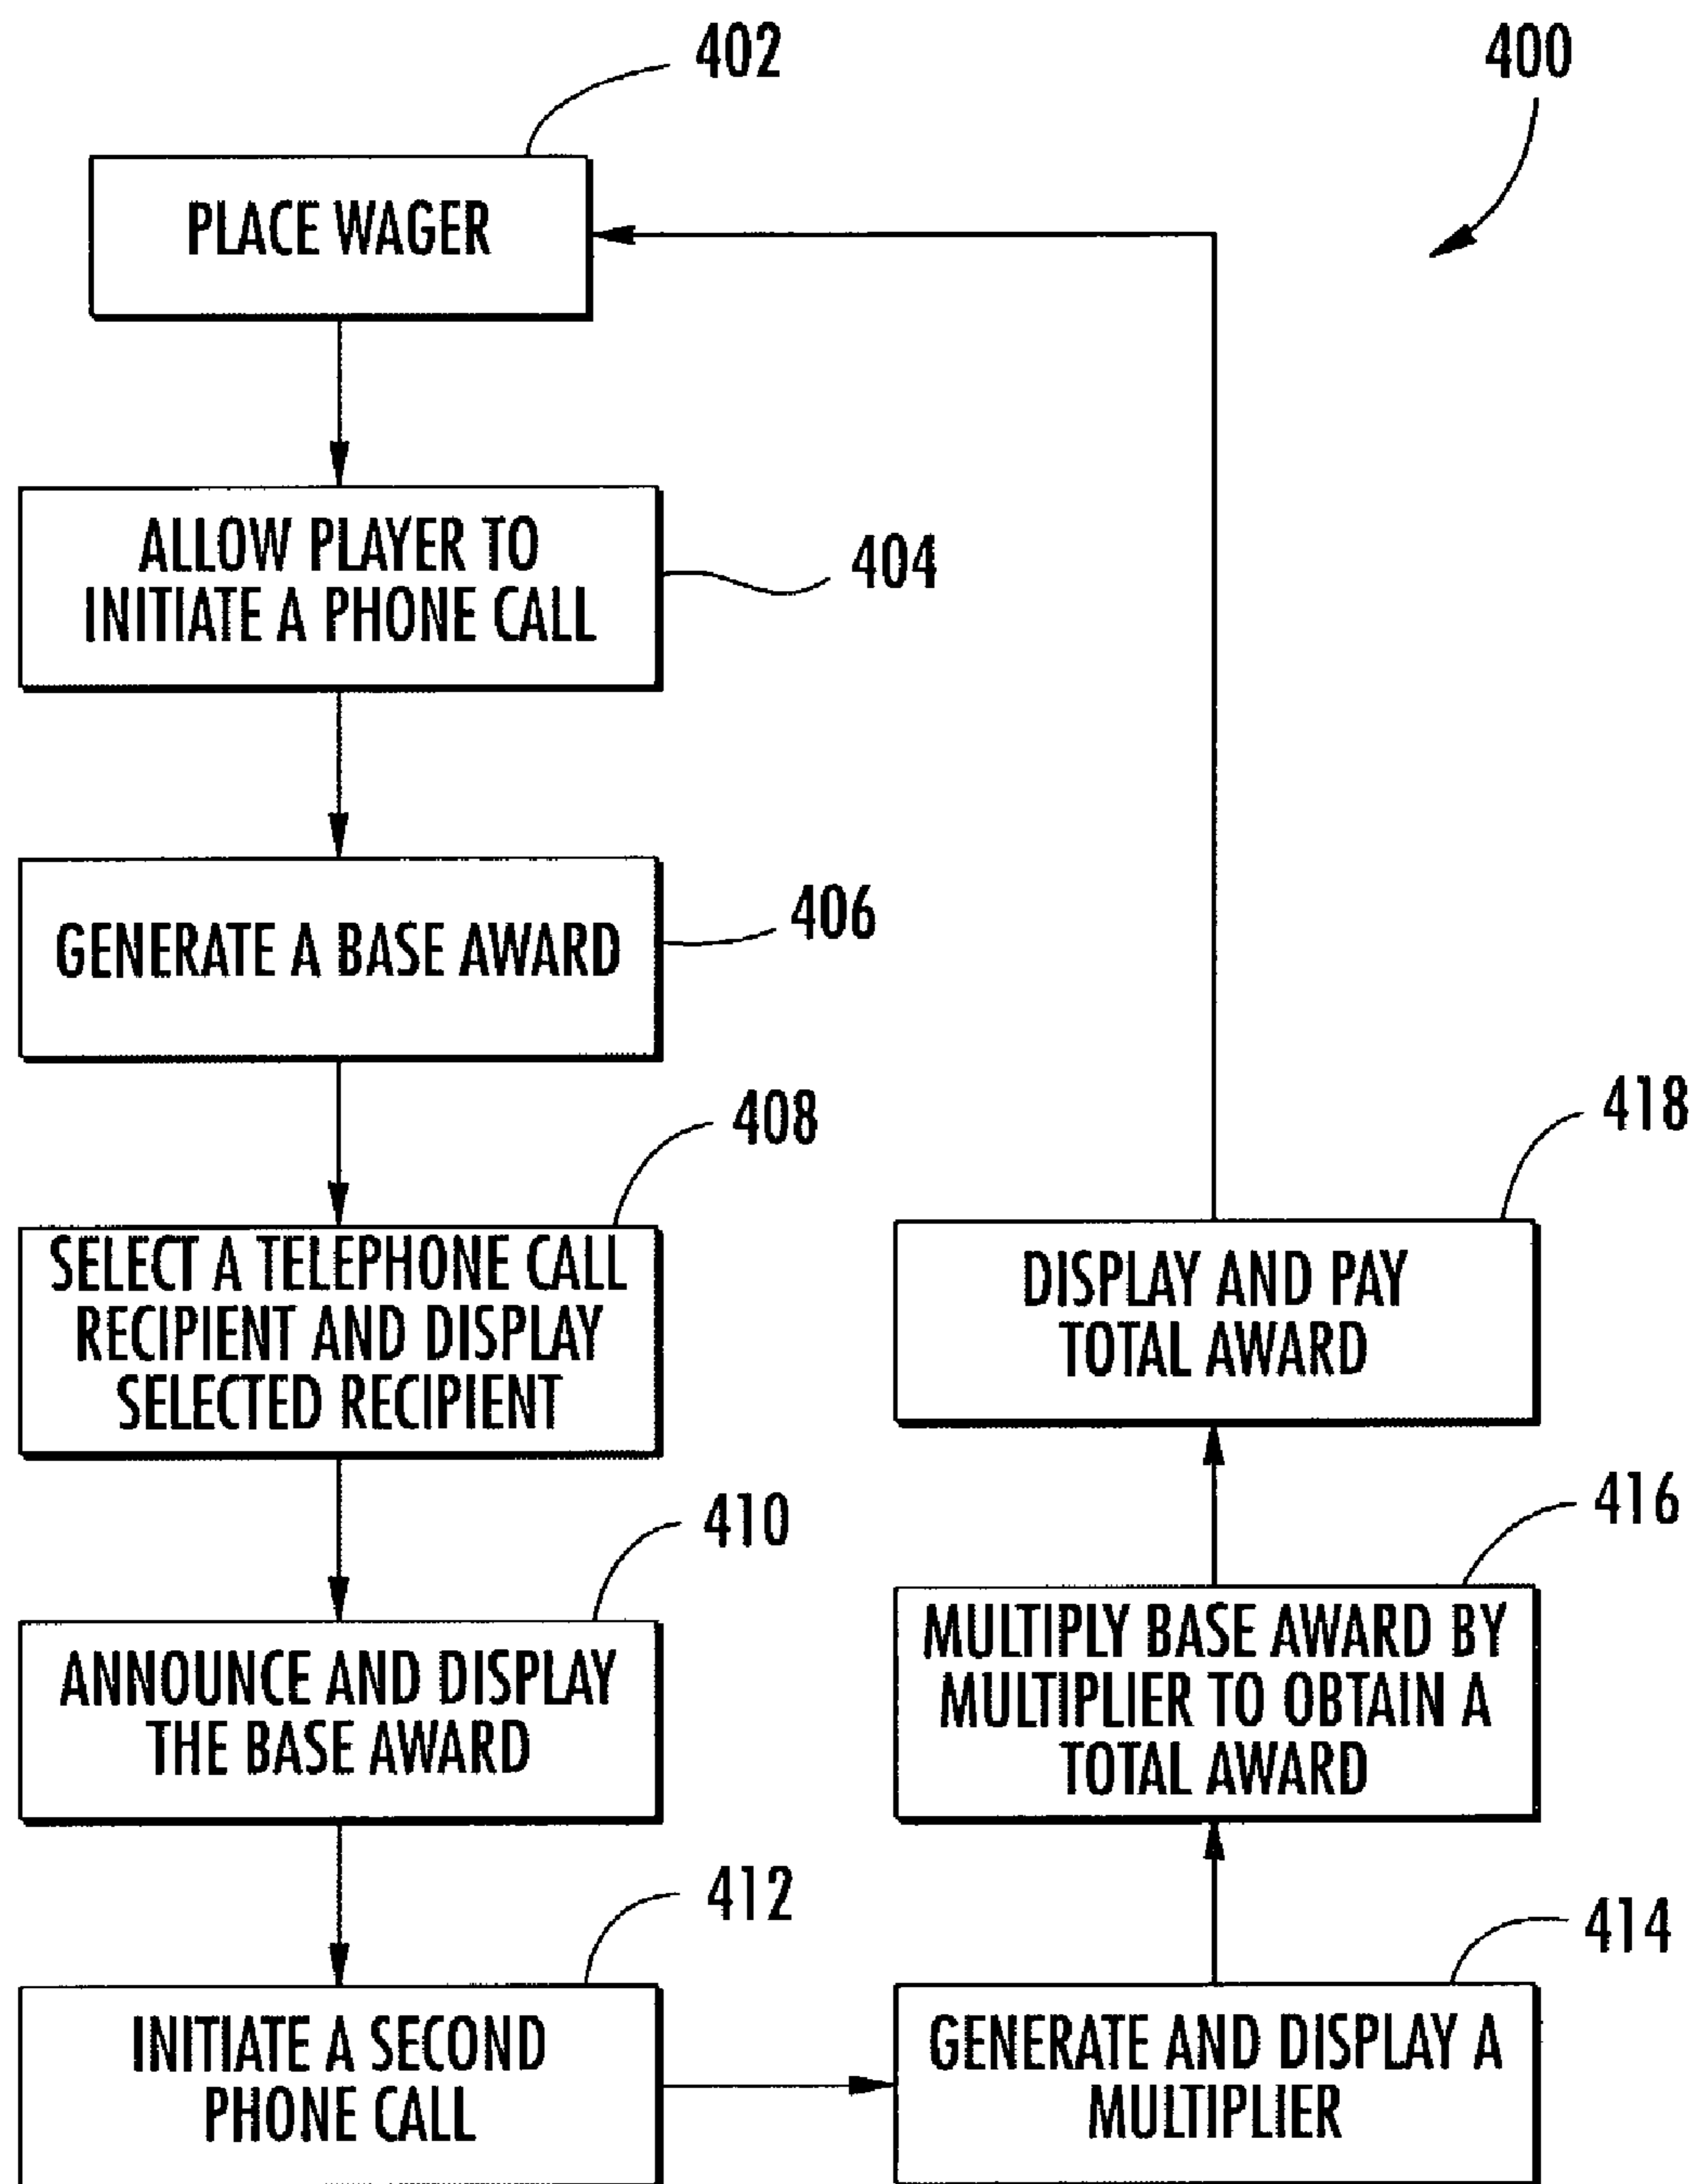 402
400
PLACE WAGER
ALLOW PLAYER TO
INITIATE A PHONE CALL
404
GENERATE A BASE AWARD
406
408
SELECT A TELEPHONE CALL
RECIPIENT AND DISPLAY
SELECTED RECIPIENT
410
ANNOUNCE AND DISPLAY
THE BASE AWARD
412
INITIATE A SECOND
PHONE CALL
414
GENERATE AND DISPLAY A
MULTIPLIER
416
MULTIPLY BASE AWARD BY
MULTIPLIER TO OBTAIN A
TOTAL AWARD
418
DISPLAY AND PAY
TOTAL AWARD